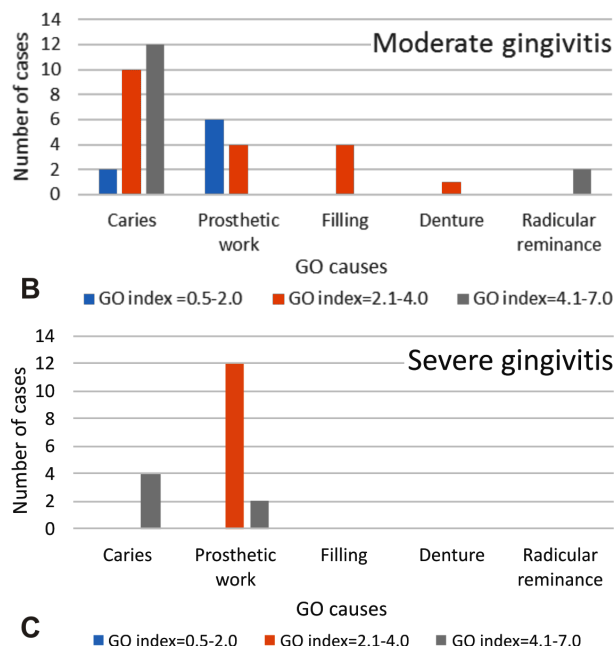 Moderate gingivitis
Number of cases
14
12
10
8
6
4
2
0
Caries Prosthetic work Filling Denture Radicular reminance
GO causes
B
GO index =0.5-2.0 GO index=2.1-4.0 GO index=4.1-7.0
Severe gingivitis
Number of cases
14
12
10
8
6
4
2
0
Caries Prosthetic work Filling Denture Radicular reminance
GO causes
C
GO index=0.5-2.0 GO index=2.1-4.0 GO index=4.1-7.0